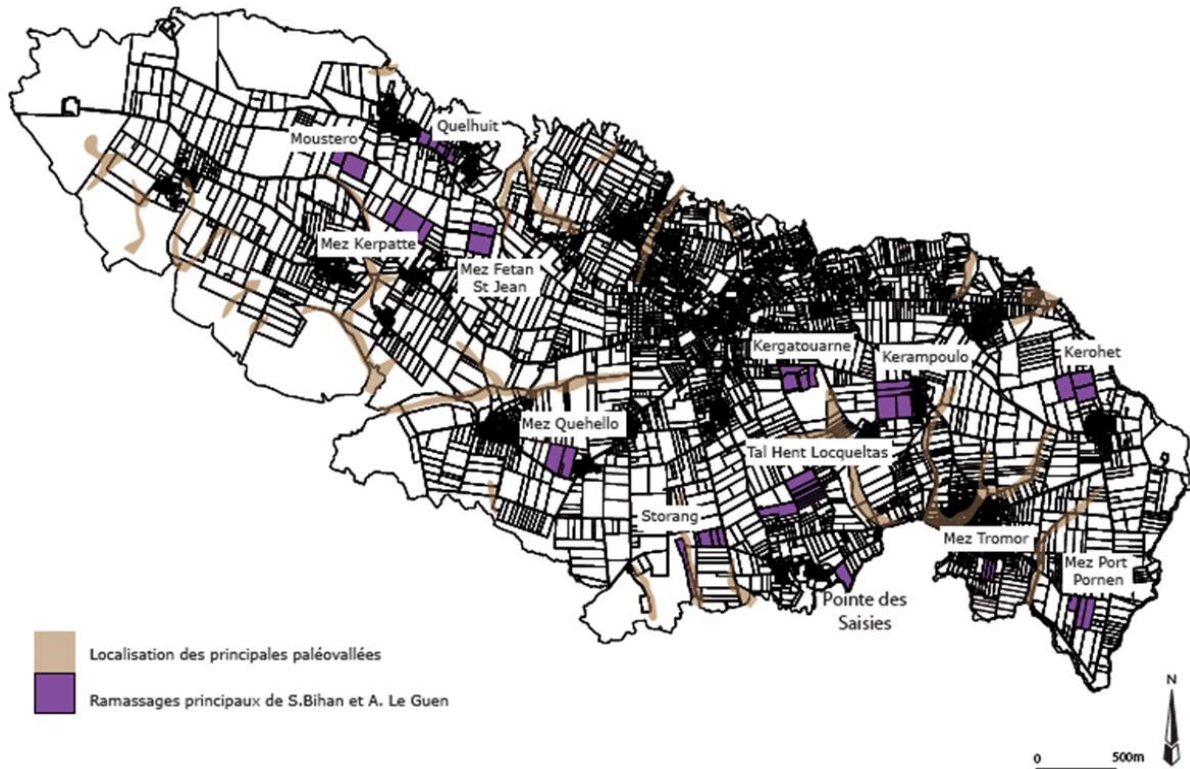 Quelhuit
Moustero
Mez Kerpatte
Mez Fetan
St Jean
Kergatouarne
Kerampoulo
Kerohet
Mez Quehello
Tal Hent Locqueltas
Storang
Mez Tromor
Mez Port
Pornen
Pointe des
Saisies
Localisation des principales paléovallées
Ramassages principaux de S.Bihan et A. Le Guen
N
0 500m